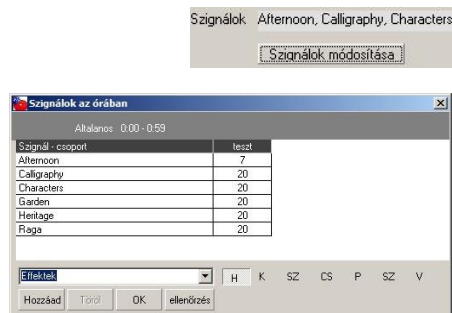 Szignálok Afternoon, Calligraphy, Characters
Szignálok módosítása
Szignálok az órában
Altalanos 0:00 - 0:59
Szignál - csoport teszt
Afternoon 7
Calligraphy 20
Characters 20
Garden 20
Heritage 20
Raga 20
Effektek H K SZ CS P SZ V
Hozzáad Töröl OK ellenőrzés